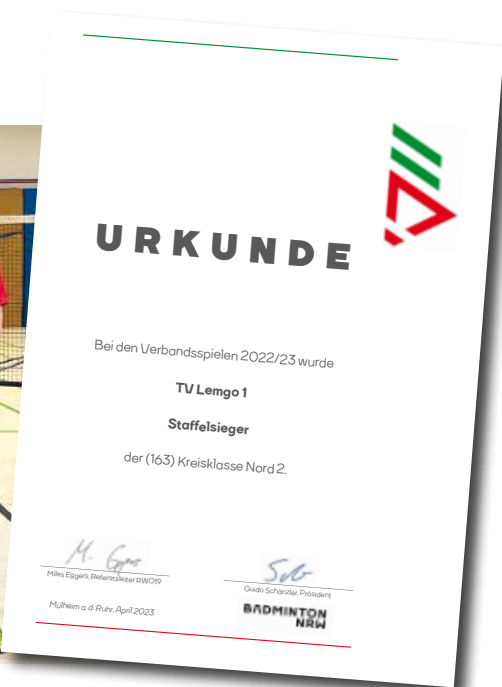 URKUNDE
Bei den Verbandsspielen 2022/23 wurde
TV Lemgo 1
Staffelsieger
der (163) Kreisklasse Nord 2.
Miles Eggers, Referatsleiter RWO19
Guido Schänzler, Präsident
Mülheim a. d. Ruhr, April 2023
BADMINTON
NRW